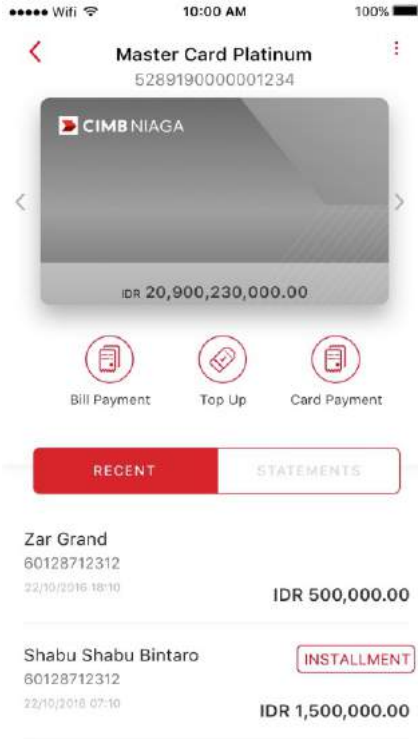 Wifi 10:00 AM 100%
Master Card Platinum
5289190000001234
CIMB NIAGA
IDR 20,900,230,000.00
Bill Payment Top Up Card Payment
RECENT STATEMENTS
Zar Grand
60128712312
22/10/2016 18:10
IDR 500,000.00
Shabu Shabu Bintaro
INSTALLMENT
60128712312
22/10/2016 07:10
IDR 1,500,000.00